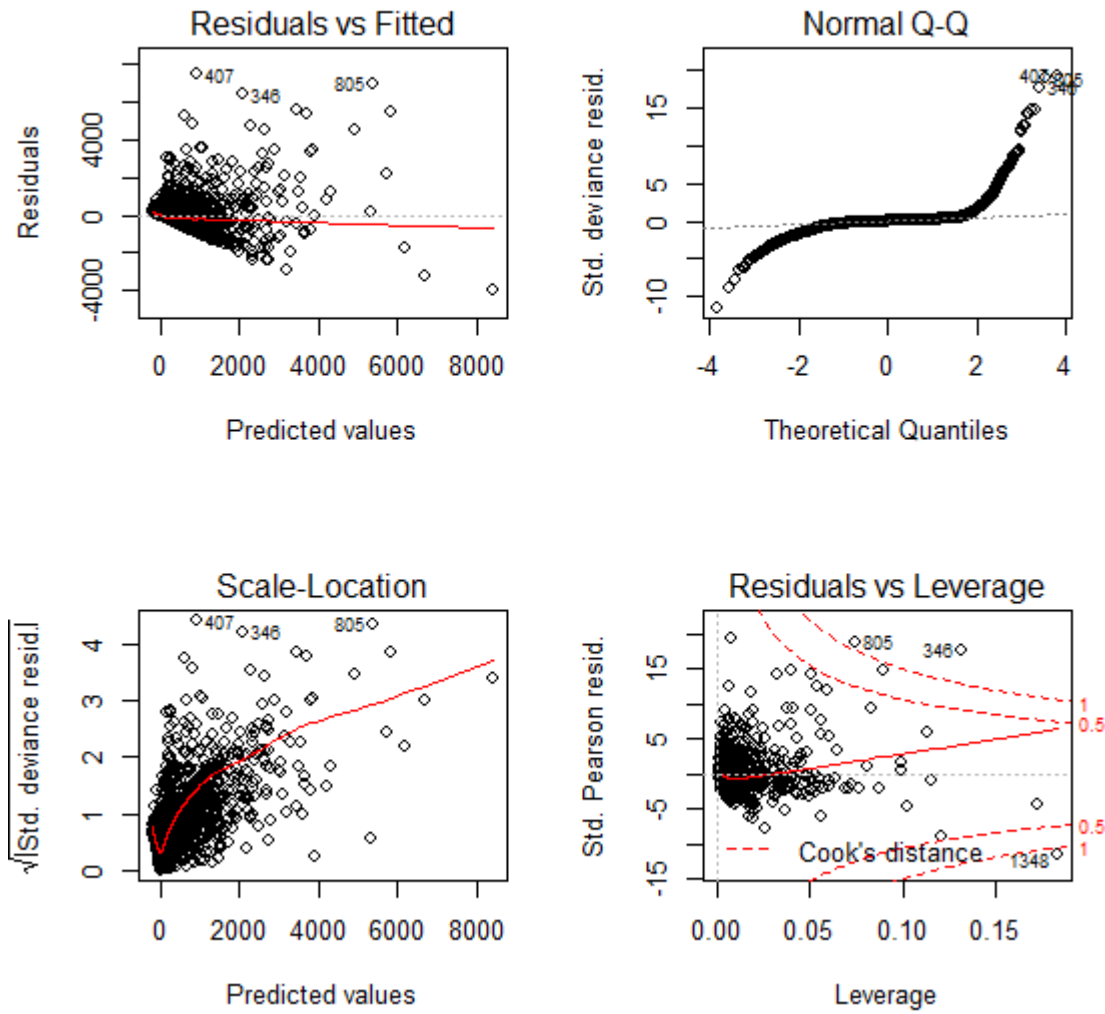 Residuals vs Fitted
Residuals
4000
0
-4000
407
346
805
0 2000 4000 6000 8000
Predicted values
Normal Q-Q
Std. deviance resid.
15
5
0
-10
407
805
346
-4 -2 0 2 4
Theoretical Quantiles
Scale-Location
√|Std. deviance resid.|
4
3
2
1
0
407
346
805
0 2000 4000 6000 8000
Predicted values
Residuals vs Leverage
Std. Pearson resid.
15
5
-5
-15
805
346
1
0.5
0.5
1
Cook's distance
1348
0.00 0.05 0.10 0.15
Leverage